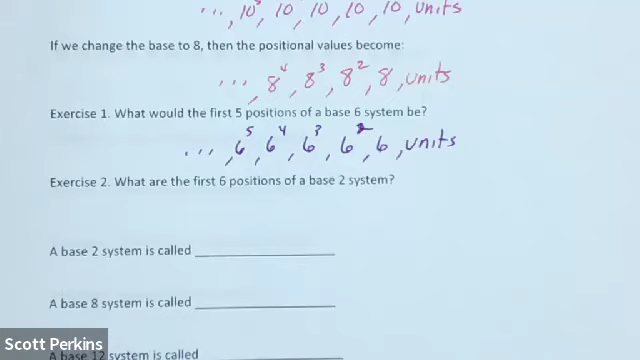 ..., 10⁵, 10, 10, 10, 10, units
If we change the base to 8, then the positional values become:
..., 8⁴, 8³, 8², 8, units
Exercise 1. What would the first 5 positions of a base 6 system be?
..., 6⁵, 6⁴, 6³, 6², 6, units
Exercise 2. What are the first 6 positions of a base 2 system?
A base 2 system is called
A base 8 system is called
Scott Perkins
A base 12 system is called